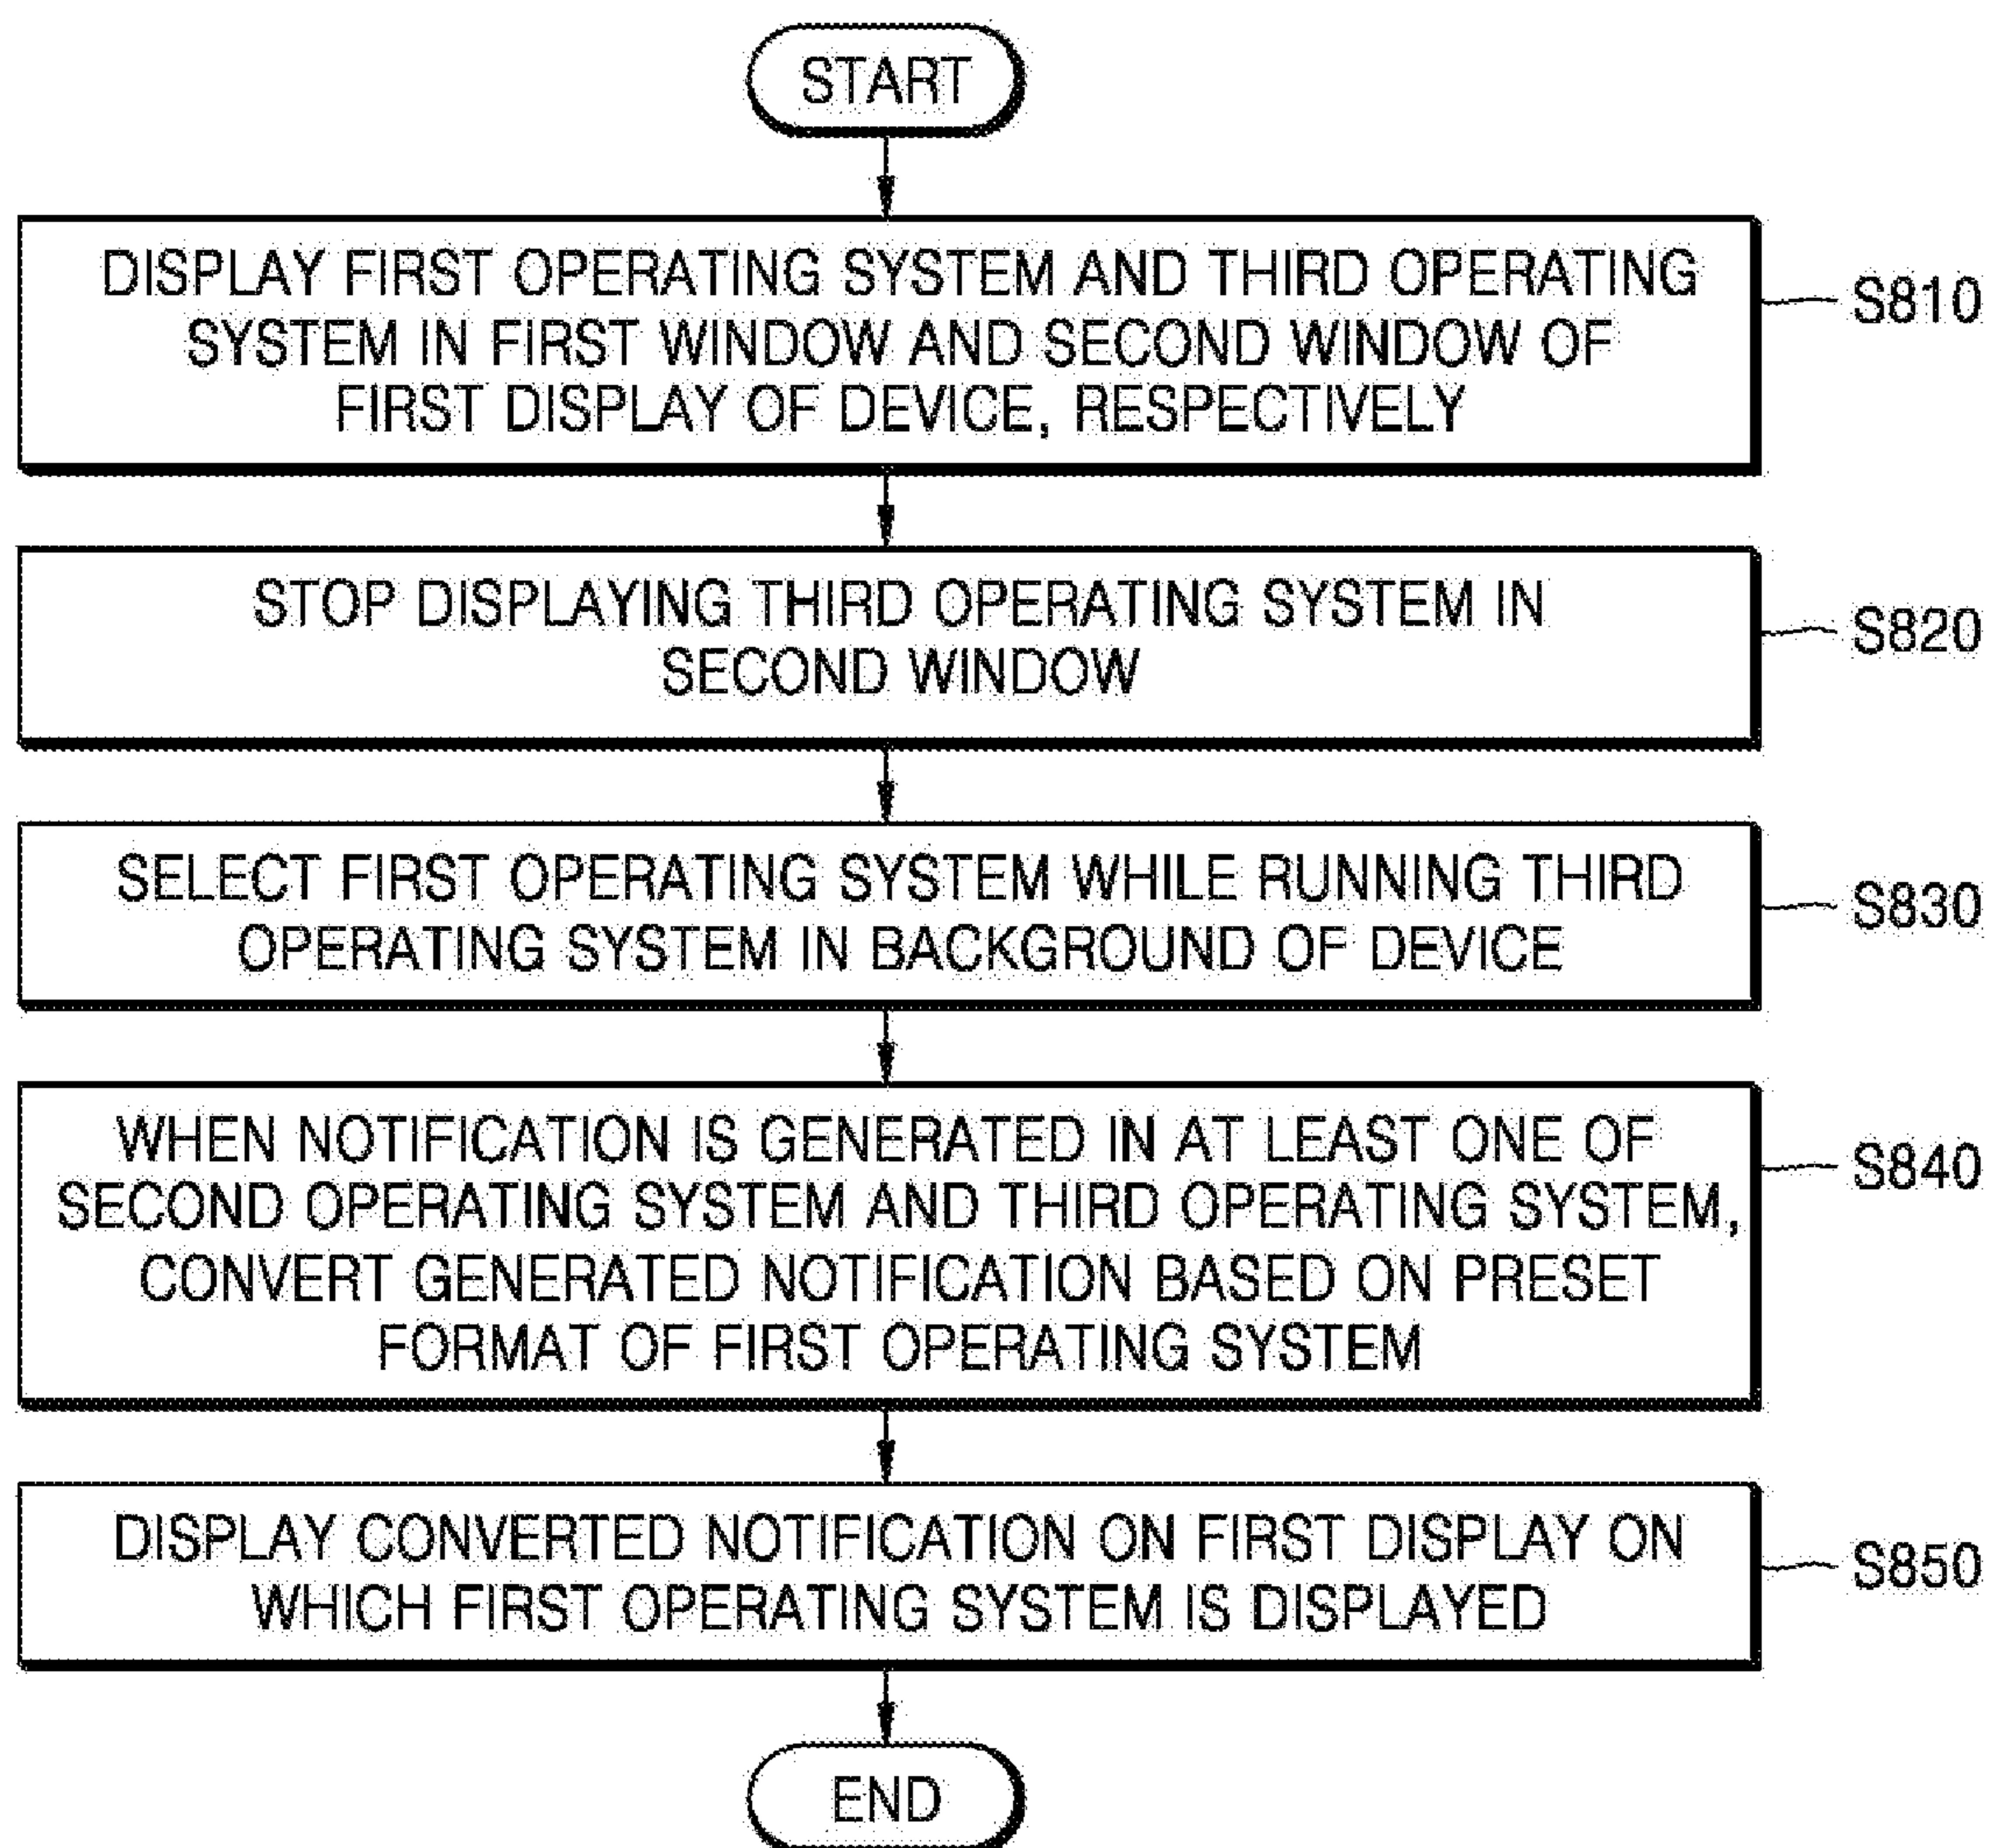 START
DISPLAY FIRST OPERATING SYSTEM AND THIRD OPERATING
SYSTEM IN FIRST WINDOW AND SECOND WINDOW OF
FIRST DISPLAY OF DEVICE, RESPECTIVELY
S810
STOP DISPLAYING THIRD OPERATING SYSTEM IN
SECOND WINDOW
S820
SELECT FIRST OPERATING SYSTEM WHILE RUNNING THIRD
OPERATING SYSTEM IN BACKGROUND OF DEVICE
S830
WHEN NOTIFICATION IS GENERATED IN AT LEAST ONE OF
SECOND OPERATING SYSTEM AND THIRD OPERATING SYSTEM,
CONVERT GENERATED NOTIFICATION BASED ON PRESET
FORMAT OF FIRST OPERATING SYSTEM
S840
DISPLAY CONVERTED NOTIFICATION ON FIRST DISPLAY ON
WHICH FIRST OPERATING SYSTEM IS DISPLAYED
S850
END